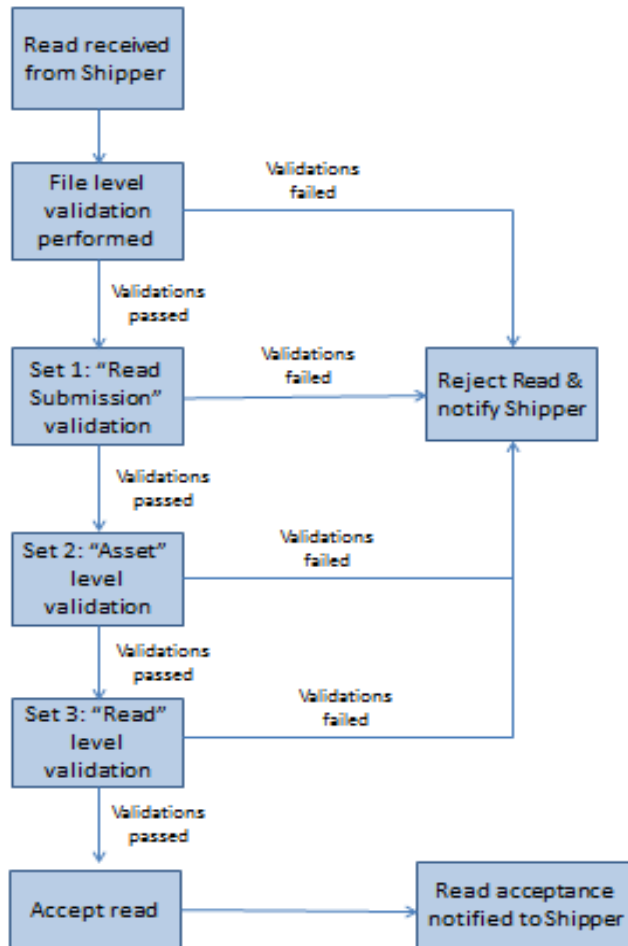 Read received
from Shipper
File level
validation
performed
Validations
failed
Validations
passed
Set 1: “Read
Submission”
validation
Validations
failed
Reject Read &
notify Shipper
Validations
passed
Set 2: “Asset”
level
validation
Validations
failed
Validations
passed
Set 3: “Read”
level
validation
Validations
failed
Validations
passed
Accept read
Read acceptance
notified to Shipper